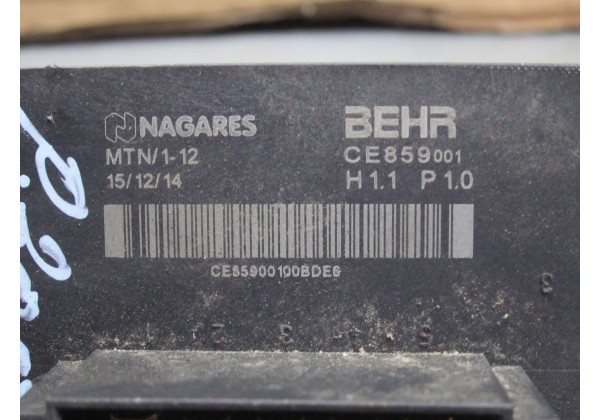 NAGARES
MTN/1-12
15/12/14
BEHR
CE859001
H1.1 P1.0
CE85900100BDE6